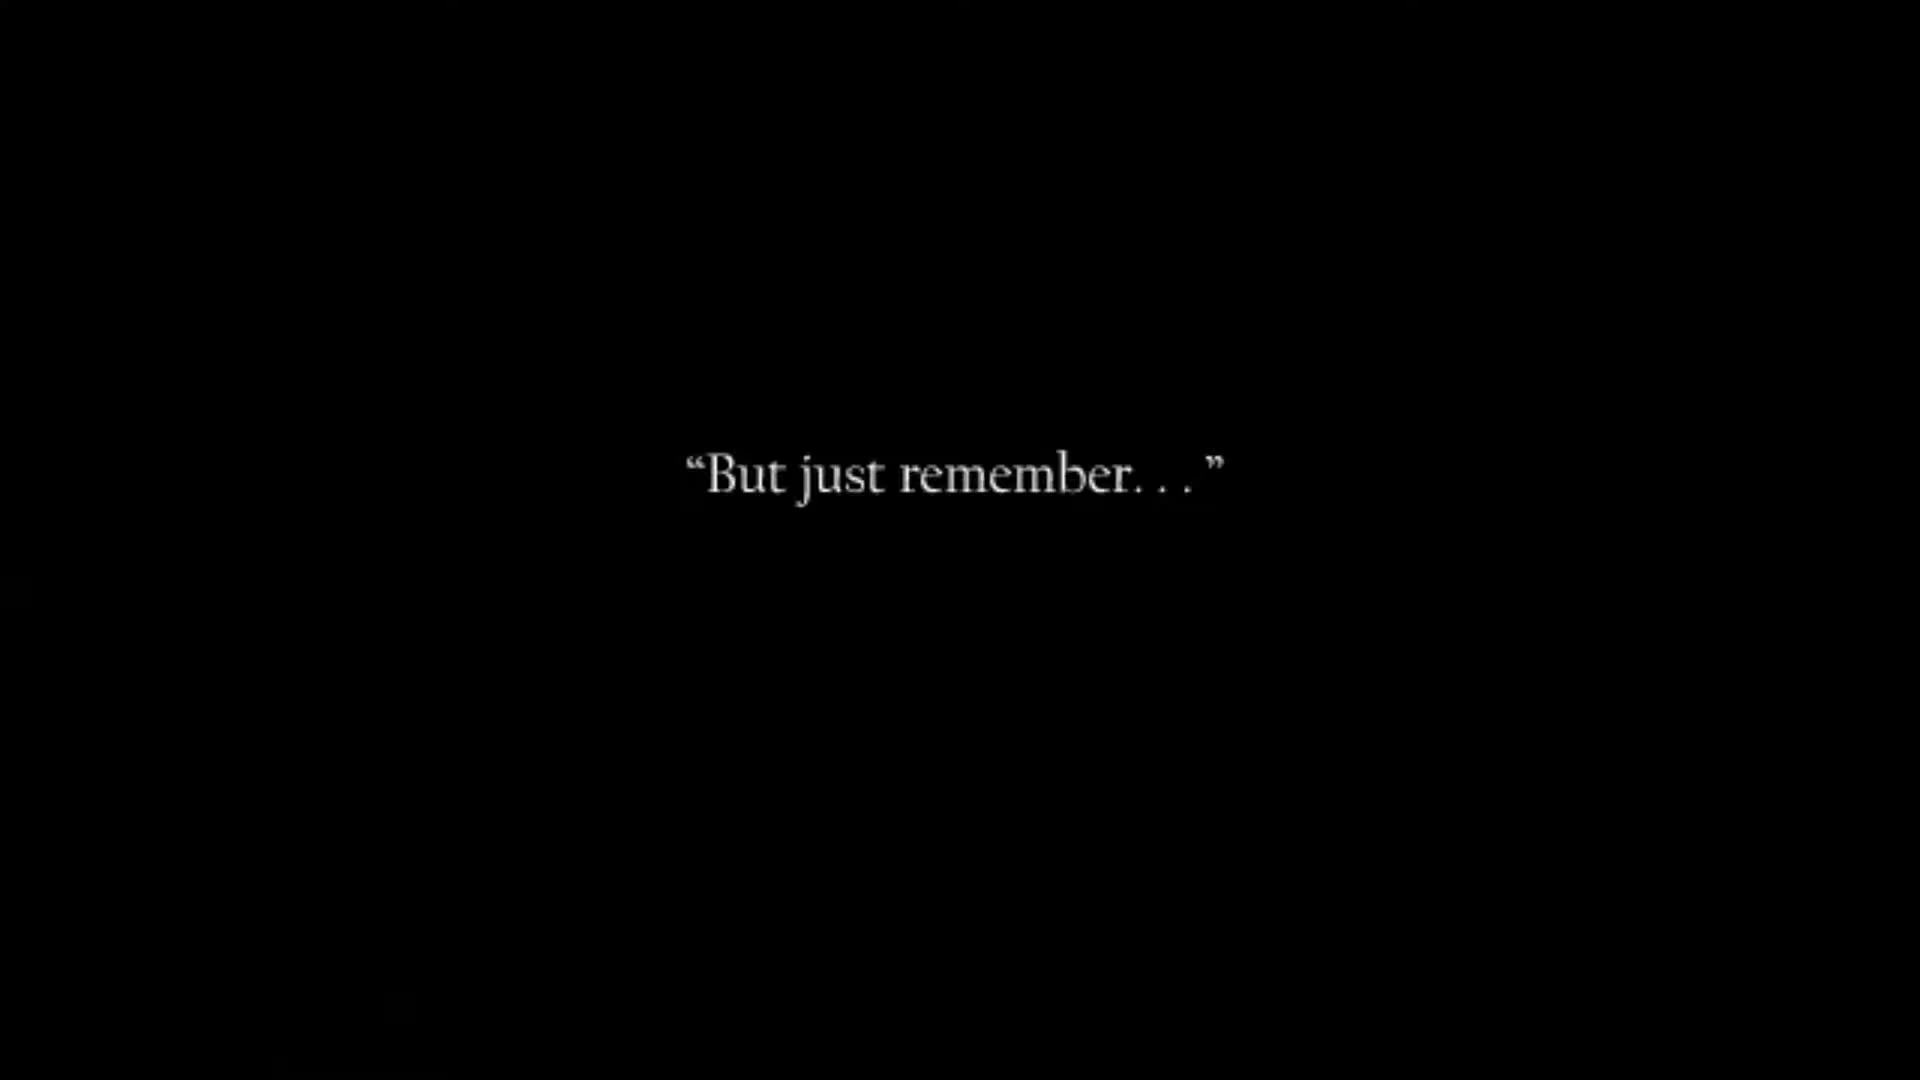 “But just remember. . . ”